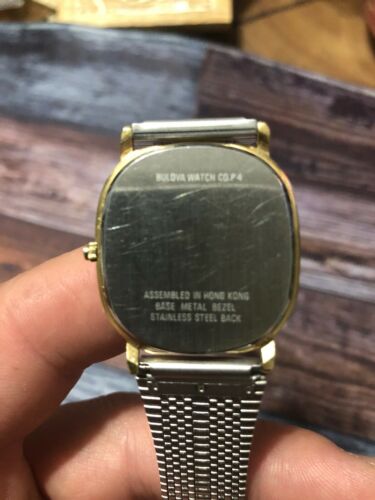 BULOVA WATCH CO. P4
ASSEMBLED IN HONG KONG
BASE METAL BEZEL
STAINLESS STEEL BACK